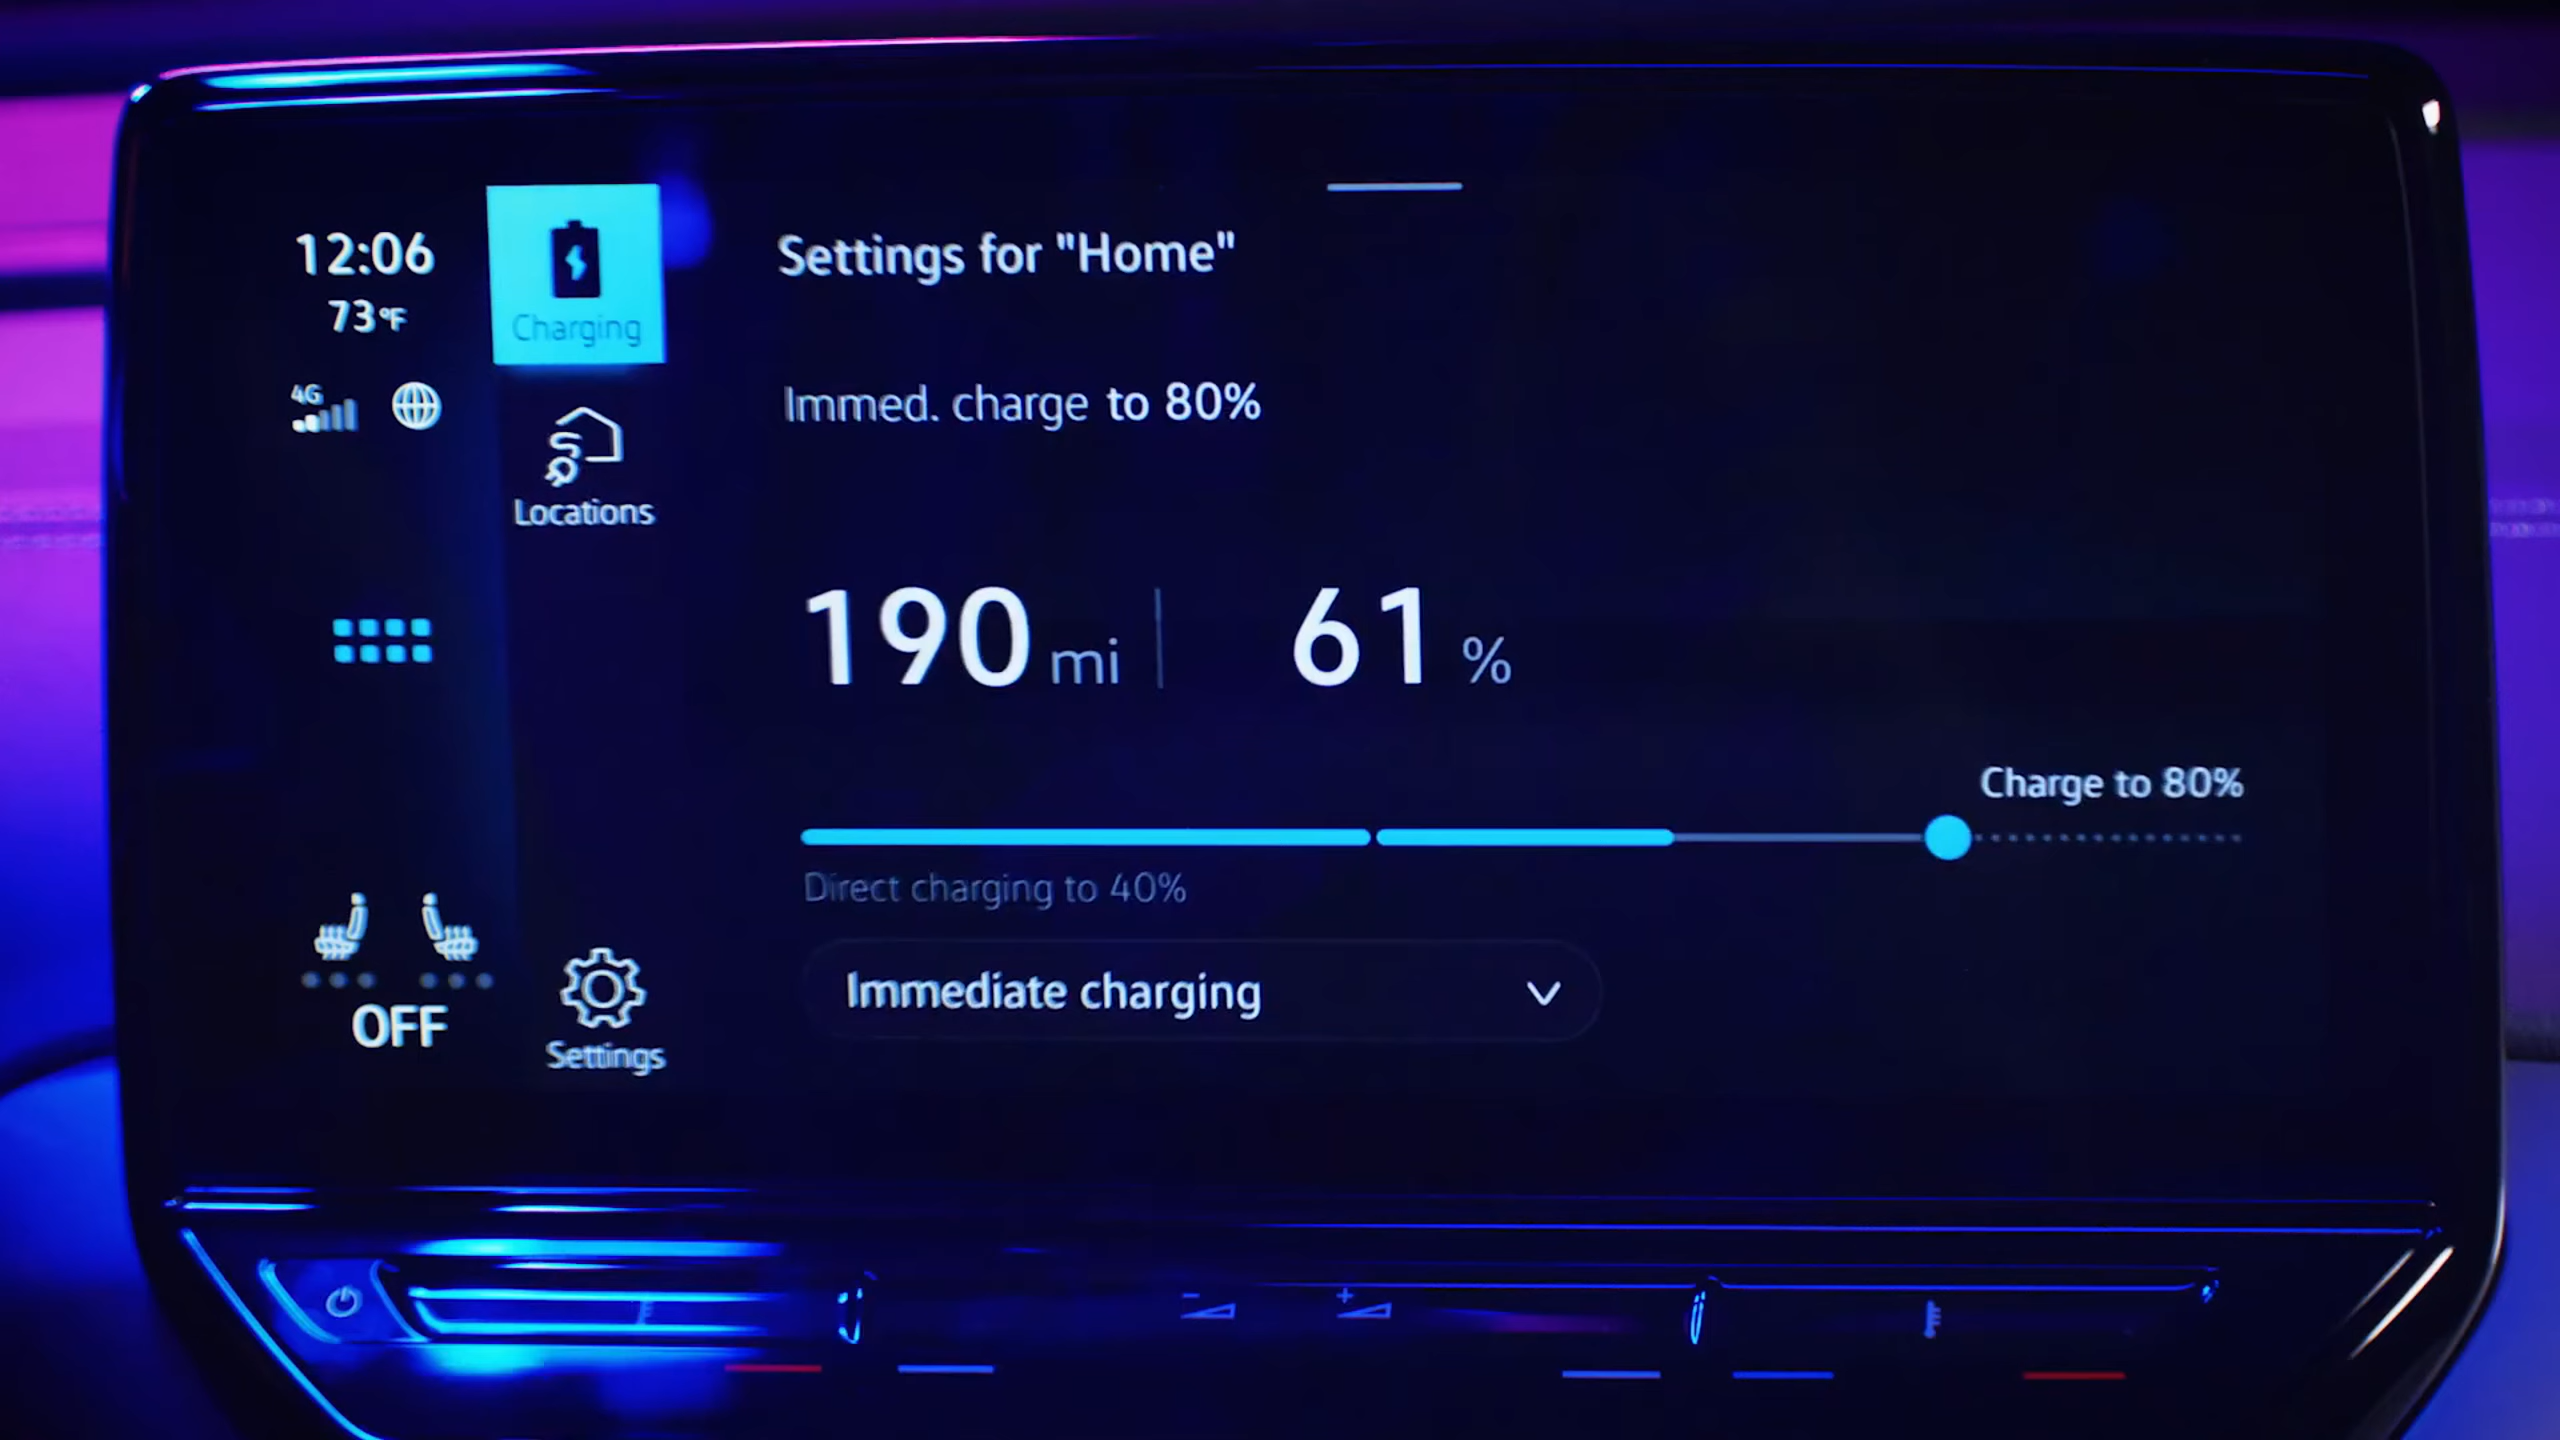 12:06
73°F
4G
Charging
Locations
OFF
Settings
Settings for "Home"
Immed. charge to 80%
190 mi 61 %
Charge to 80%
Direct charging to 40%
Immediate charging